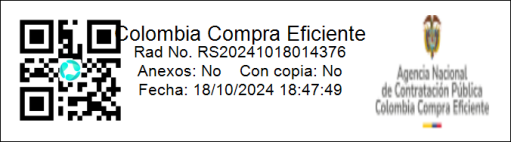 Colombia Compra Eficiente
Rad No. RS20241018014376
Anexos: No Con copia: No
Fecha: 18/10/2024 18:47:49
Agencia Nacional
de Contratación Pública
Colombia Compra Eficiente